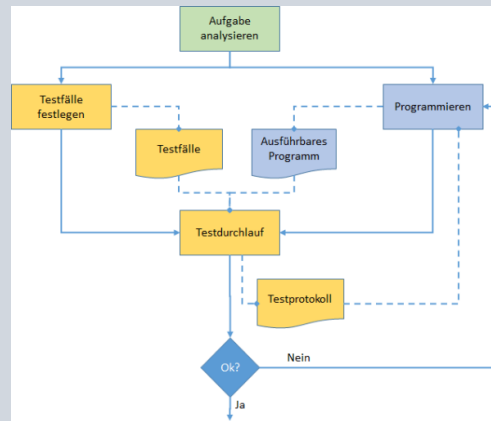 Aufgabe
analysieren
Testfälle
festlegen
Programmieren
Testfälle
Ausführbares
Programm
Testdurchlauf
Testprotokoll
Ok?
Nein
Ja